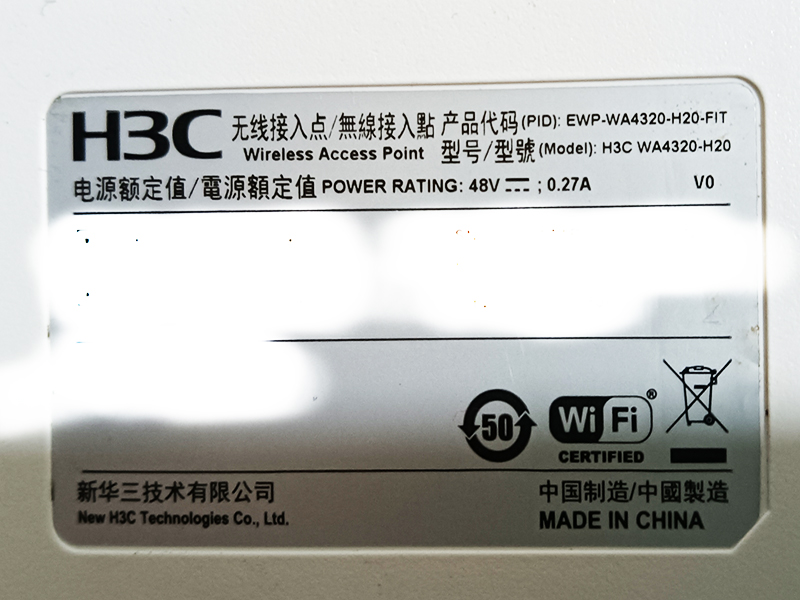 H3C 无线接入点/無線接入點 产品代码(PID): EWP-WA4320-H20-FIT
Wireless Access Point 型号/型號(Model): H3C WA4320-H20
电源额定值/電源額定值 POWER RATING: 48V ⎓ ; 0.27A V0
50 Wi Fi ®
CERTIFIED
新华三技术有限公司 中国制造/中國製造
New H3C Technologies Co., Ltd. MADE IN CHINA